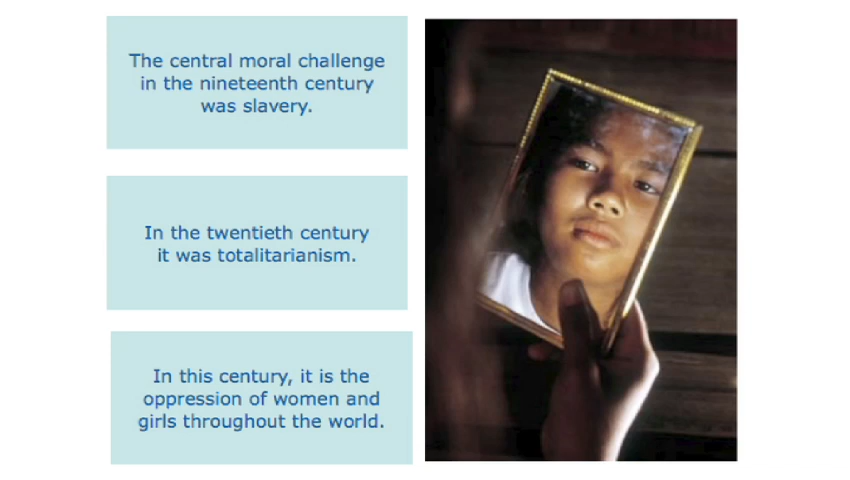 The central moral challenge
in the nineteenth century
was slavery.
In the twentieth century
it was totalitarianism.
In this century, it is the
oppression of women and
girls throughout the world.